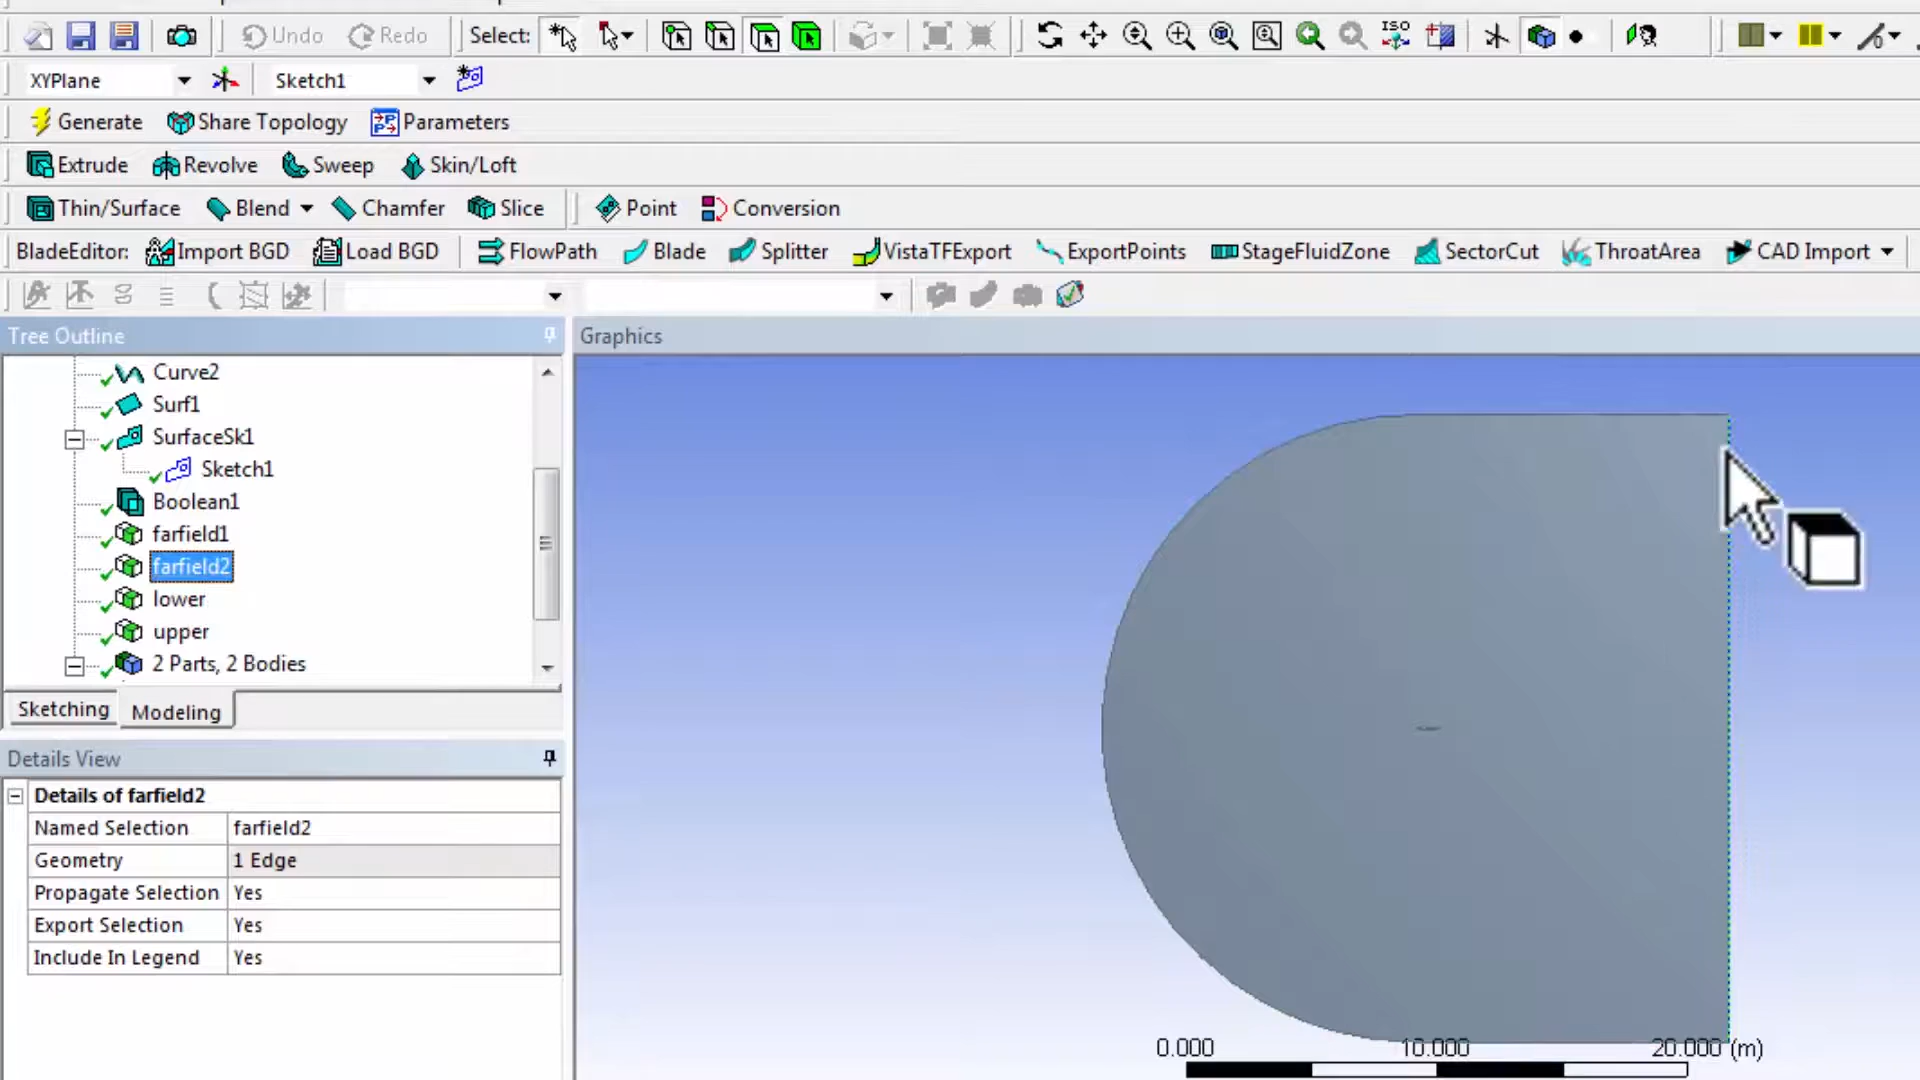 Undo Redo Select: ISO
XYPlane Sketch1
Generate Share Topology Parameters
Extrude Revolve Sweep Skin/Loft
Thin/Surface Blend Chamfer Slice Point Conversion
BladeEditor: Import BGD Load BGD FlowPath Blade Splitter VistaTFExport ExportPoints StageFluidZone SectorCut ThroatArea CAD Import
Tree Outline
Graphics
Curve2
Surf1
SurfaceSk1
Sketch1
Boolean1
farfield1
farfield2
lower
upper
2 Parts, 2 Bodies
Sketching Modeling
Details View
Details of farfield2
Named Selection farfield2
Geometry 1 Edge
Propagate Selection Yes
Export Selection Yes
Include In Legend Yes
0.000 10.000 20.000 (m)